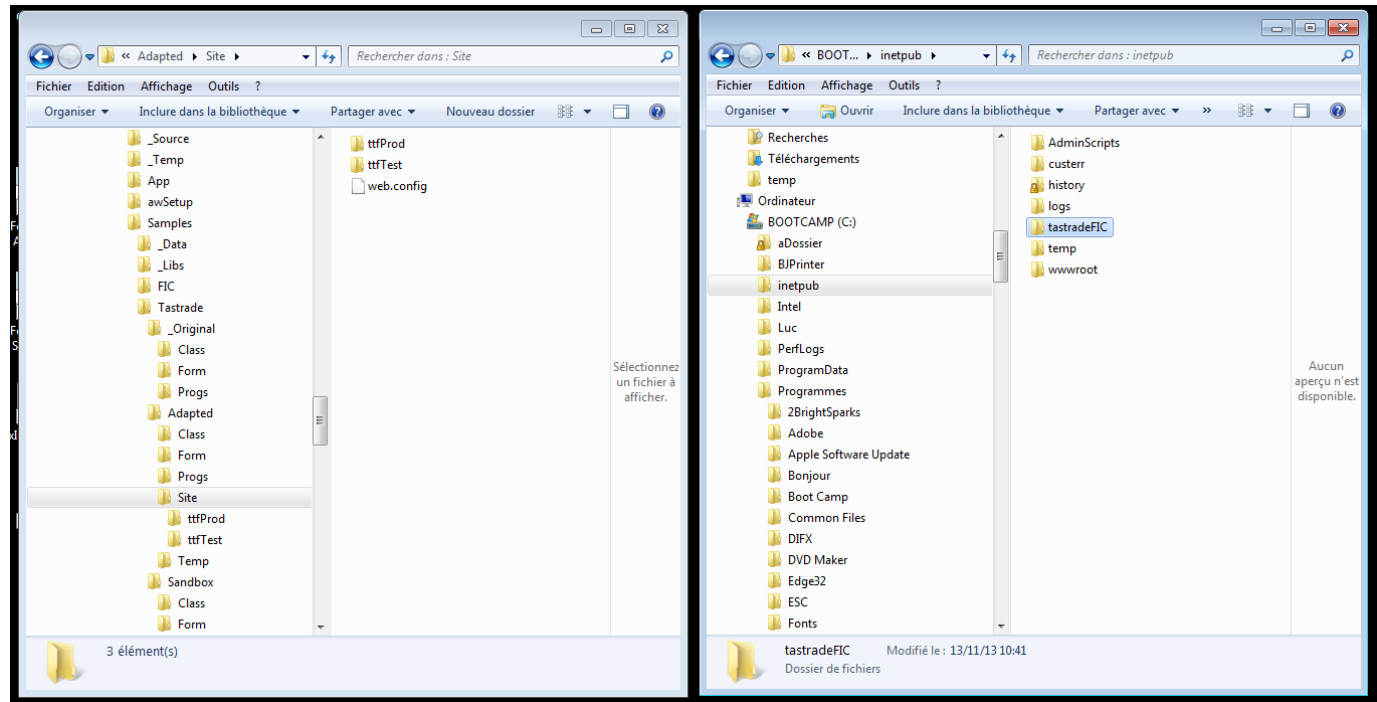 « Adapted Site
Rechercher dans : Site
Fichier Edition Affichage Outils ?
Organiser Inclure dans la bibliothèque Partager avec Nouveau dossier
_Source
_Temp
App
awSetup
Samples
_Data
_Libs
FIC
Tastrade
_Original
Class
Form
Progs
Adapted
Class
Form
Progs
Site
ttfProd
ttfTest
Temp
Sandbox
Class
Form
ttfProd
ttfTest
web.config
Sélectionnez
un fichier à
afficher.
3 élément(s)
« BOOT... inetpub
Rechercher dans : inetpub
Fichier Edition Affichage Outils ?
Organiser Ouvrir Inclure dans la bibliothèque Partager avec »
Recherches
Téléchargements
temp
Ordinateur
BOOTCAMP (C:)
aDossier
BJPrinter
inetpub
Intel
Luc
PerfLogs
ProgramData
Programmes
2BrightSparks
Adobe
Apple Software Update
Bonjour
Boot Camp
Common Files
DIFX
DVD Maker
Edge32
ESC
Fonts
AdminScripts
custerr
history
logs
tastradeFIC
temp
wwwroot
Aucun
aperçu n'est
disponible.
tastradeFIC Modifié le : 13/11/13 10:41
Dossier de fichiers